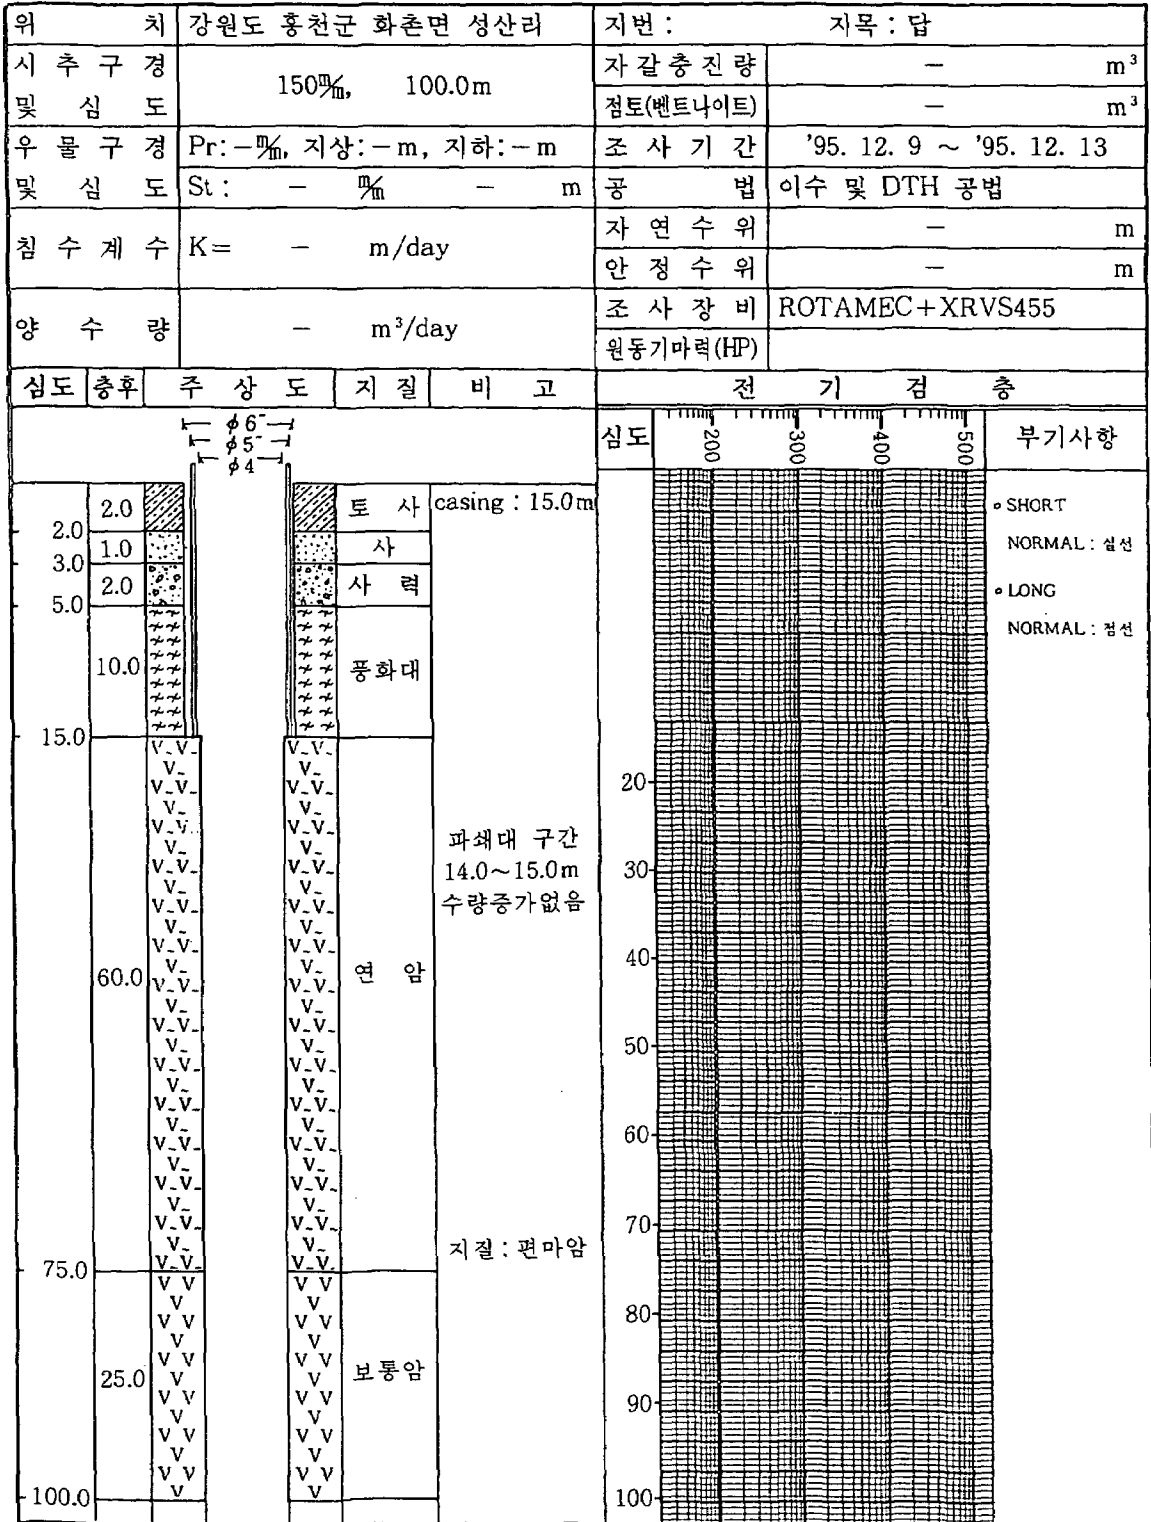 위 치 강원도 홍천군 화촌면 성산리 지번 : 지목 : 답
시 추 구 경 및 심 도 150㎜, 100.0m 자 갈 충 진 량 — m³
점토(벤트나이트) — m³
우 물 구 경 및 심 도 Pr : －㎜, 지상 : － m, 지하 : － m 조 사 기 간 '95. 12. 9 ～ '95. 12. 13
St : － ㎜ － m 공 법 이수 및 DTH 공법
침 수 계 수 K＝ － m/day 자 연 수 위 — m
안 정 수 위 — m
양 수 량 － m³/day 조 사 장 비 ROTAMEC+XRVS455
원동기마력(HP)
심도 층후 주 상 도 지 질 비 고 전 기 검 층
ϕ 6"
ϕ 5"
ϕ 4
심도 200 300 400 500 부기사항
2.0 토 사 casing : 15.0m
2.0
1.0 사
3.0
2.0 사 력
5.0
10.0 풍화대
15.0
∘ SHORT
NORMAL : 실선
∘ LONG
NORMAL : 점선
파쇄대 구간
14.0～15.0m
수량증가없음
60.0 연 암
지질 : 편마암
75.0
25.0 보통암
100.0
20
30
40
50
60
70
80
90
100